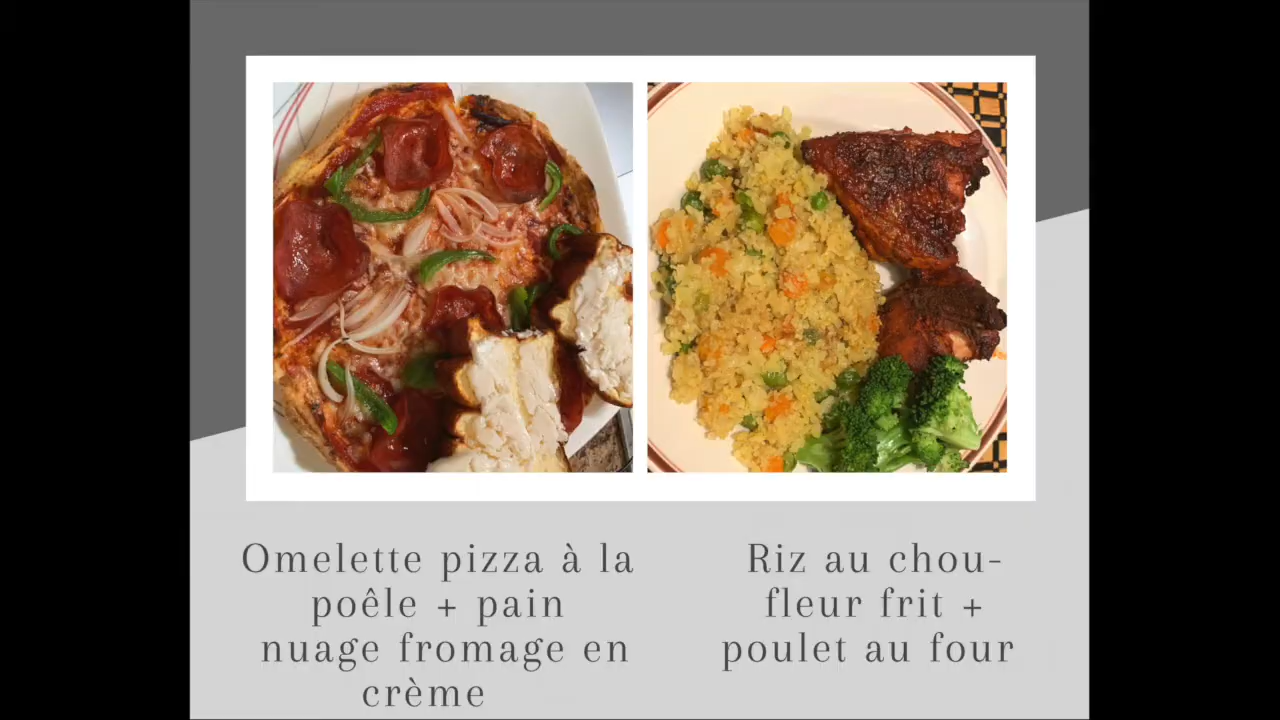 Omelette pizza à la
poêle + pain
nuage fromage en
crème
Riz au chou-
fleur frit +
poulet au four